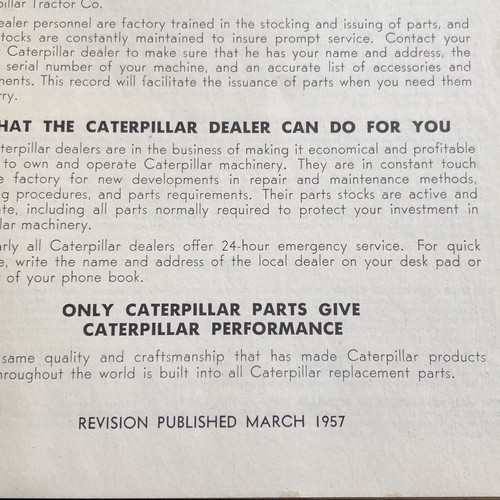 pillar Tractor Co.
ealer personnel are factory trained in the stocking and issuing of parts, and
tocks are constantly maintained to insure prompt service. Contact your
Caterpillar dealer to make sure that he has your name and address, the
serial number of your machine, and an accurate list of accessories and
ments. This record will facilitate the issuance of parts when you need them
rry.
HAT THE CATERPILLAR DEALER CAN DO FOR YOU
terpillar dealers are in the business of making it economical and profitable
to own and operate Caterpillar machinery. They are in constant touch
e factory for new developments in repair and maintenance methods,
ng procedures, and parts requirements. Their parts stocks are active and
te, including all parts normally required to protect your investment in
llar machinery.
arly all Caterpillar dealers offer 24-hour emergency service. For quick
e, write the name and address of the local dealer on your desk pad or
of your phone book.
ONLY CATERPILLAR PARTS GIVE
CATERPILLAR PERFORMANCE
same quality and craftsmanship that has made Caterpillar products
hroughout the world is built into all Caterpillar replacement parts.
REVISION PUBLISHED MARCH 1957